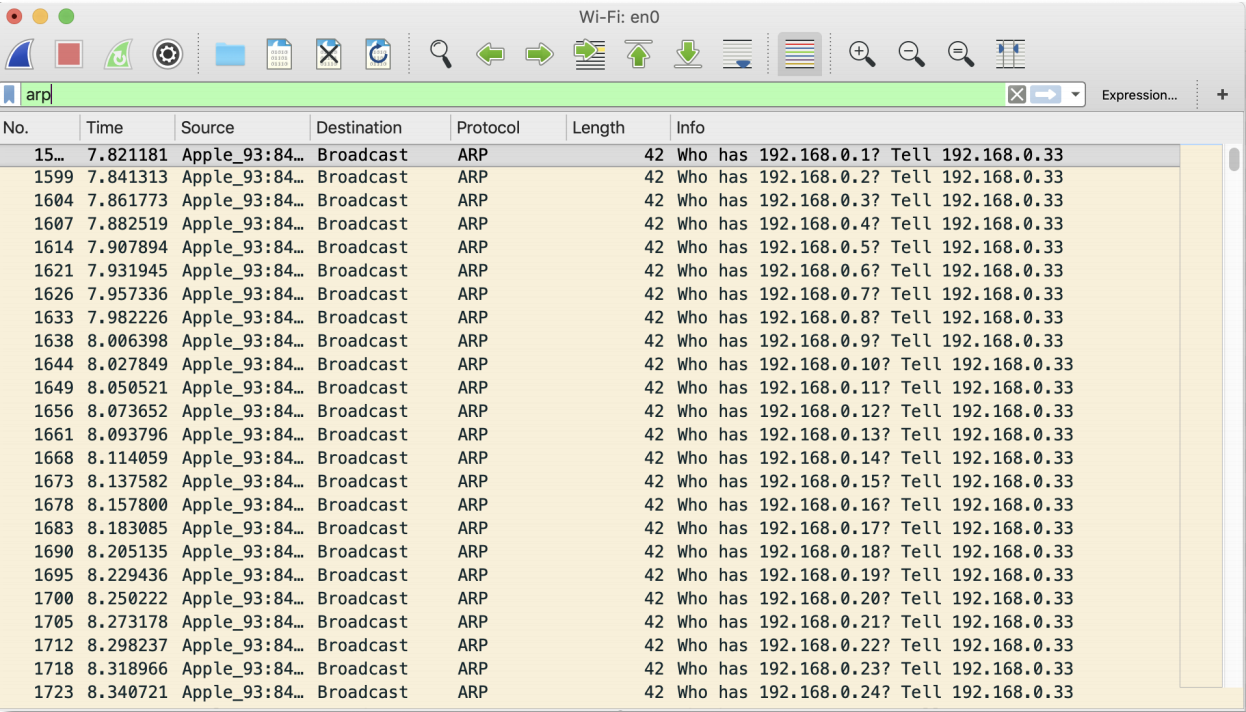 Wi-Fi: en0
arp
Expression... +
No. Time Source Destination Protocol Length Info
15… 7.821181 Apple_93:84… Broadcast ARP 42 Who has 192.168.0.1? Tell 192.168.0.33
1599 7.841313 Apple_93:84… Broadcast ARP 42 Who has 192.168.0.2? Tell 192.168.0.33
1604 7.861773 Apple_93:84… Broadcast ARP 42 Who has 192.168.0.3? Tell 192.168.0.33
1607 7.882519 Apple_93:84… Broadcast ARP 42 Who has 192.168.0.4? Tell 192.168.0.33
1614 7.907894 Apple_93:84… Broadcast ARP 42 Who has 192.168.0.5? Tell 192.168.0.33
1621 7.931945 Apple_93:84… Broadcast ARP 42 Who has 192.168.0.6? Tell 192.168.0.33
1626 7.957336 Apple_93:84… Broadcast ARP 42 Who has 192.168.0.7? Tell 192.168.0.33
1633 7.982226 Apple_93:84… Broadcast ARP 42 Who has 192.168.0.8? Tell 192.168.0.33
1638 8.006398 Apple_93:84… Broadcast ARP 42 Who has 192.168.0.9? Tell 192.168.0.33
1644 8.027849 Apple_93:84… Broadcast ARP 42 Who has 192.168.0.10? Tell 192.168.0.33
1649 8.050521 Apple_93:84… Broadcast ARP 42 Who has 192.168.0.11? Tell 192.168.0.33
1656 8.073652 Apple_93:84… Broadcast ARP 42 Who has 192.168.0.12? Tell 192.168.0.33
1661 8.093796 Apple_93:84… Broadcast ARP 42 Who has 192.168.0.13? Tell 192.168.0.33
1668 8.114059 Apple_93:84… Broadcast ARP 42 Who has 192.168.0.14? Tell 192.168.0.33
1673 8.137582 Apple_93:84… Broadcast ARP 42 Who has 192.168.0.15? Tell 192.168.0.33
1678 8.157800 Apple_93:84… Broadcast ARP 42 Who has 192.168.0.16? Tell 192.168.0.33
1683 8.183085 Apple_93:84… Broadcast ARP 42 Who has 192.168.0.17? Tell 192.168.0.33
1690 8.205135 Apple_93:84… Broadcast ARP 42 Who has 192.168.0.18? Tell 192.168.0.33
1695 8.229436 Apple_93:84… Broadcast ARP 42 Who has 192.168.0.19? Tell 192.168.0.33
1700 8.250222 Apple_93:84… Broadcast ARP 42 Who has 192.168.0.20? Tell 192.168.0.33
1705 8.273178 Apple_93:84… Broadcast ARP 42 Who has 192.168.0.21? Tell 192.168.0.33
1712 8.298237 Apple_93:84… Broadcast ARP 42 Who has 192.168.0.22? Tell 192.168.0.33
1718 8.318966 Apple_93:84… Broadcast ARP 42 Who has 192.168.0.23? Tell 192.168.0.33
1723 8.340721 Apple_93:84… Broadcast ARP 42 Who has 192.168.0.24? Tell 192.168.0.33